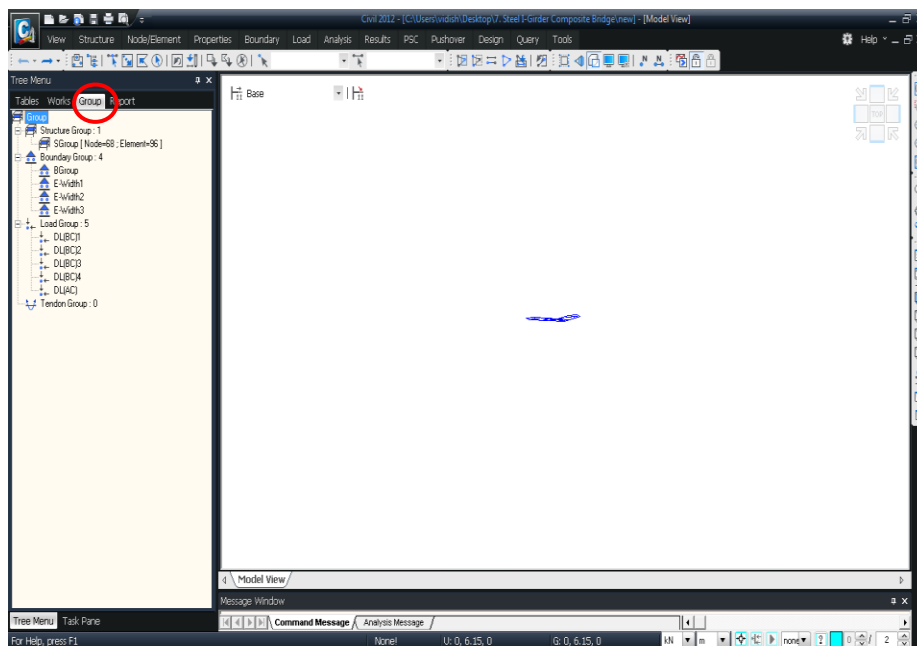 Civil 2012 - [C:\Users\vidish\Desktop\7. Steel I-Girder Composite Bridge\new] - [Model View]
View Structure Node/Element Properties Boundary Load Analysis Results PSC Pushover Design Query Tools Help
Tree Menu
Tables Works Group Report
Base
TOP
Group
Structure Group : 1
SGroup [ Node=68 ; Element=96 ]
Boundary Group : 4
BGroup
E-Width1
E-Width2
E-Width3
Load Group : 5
DL(BC)1
DL(BC)2
DL(BC)3
DL(BC)4
DL(AC)
Tendon Group : 0
Model View
Message Window
Tree Menu Task Pane
Command Message Analysis Message
For Help, press F1
None! U: 0, 6.15, 0 G: 0, 6.15, 0 kN m none ? 0 / 2